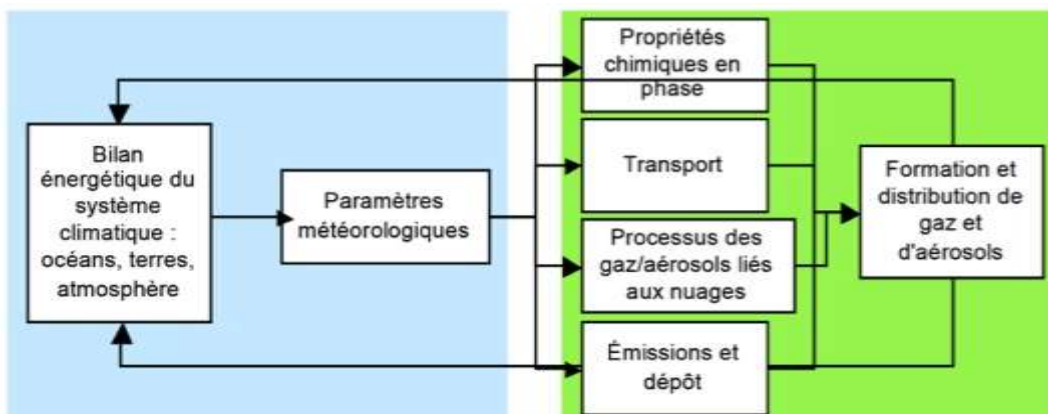 Bilan
énergétique du
système
climatique :
océans, terres,
atmosphère
Paramètres
météorologiques
Propriétés
chimiques en
phase
Transport
Processus des
gaz/aérosols liés
aux nuages
Émissions et
dépôt
Formation et
distribution de
gaz et
d'aérosols